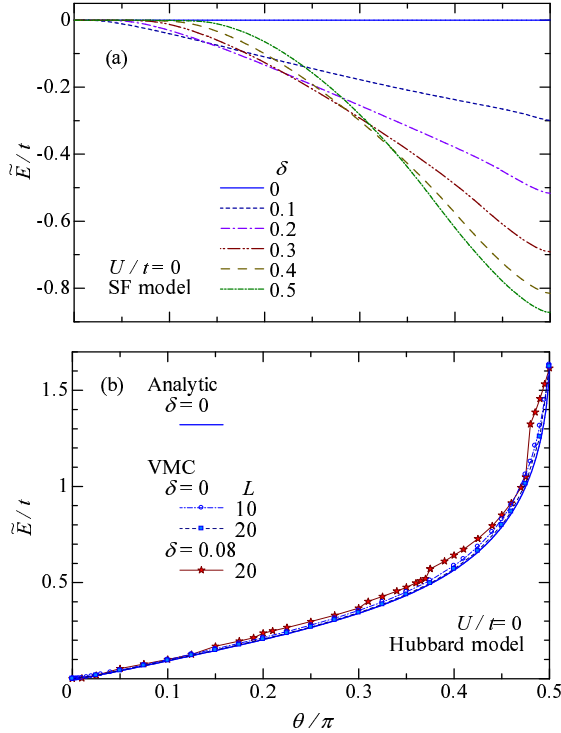 0
-0.2
-0.4
-0.6
-0.8
Ẽ / t
(a)
δ
0
0.1
0.2
0.3
0.4
0.5
U / t = 0
SF model
(b)
Analytic
δ = 0
VMC
δ = 0 L
10
20
δ = 0.08
20
U / t = 0
Hubbard model
1.5
1
0.5
0
Ẽ / t
0 0.1 0.2 0.3 0.4 0.5
θ / π